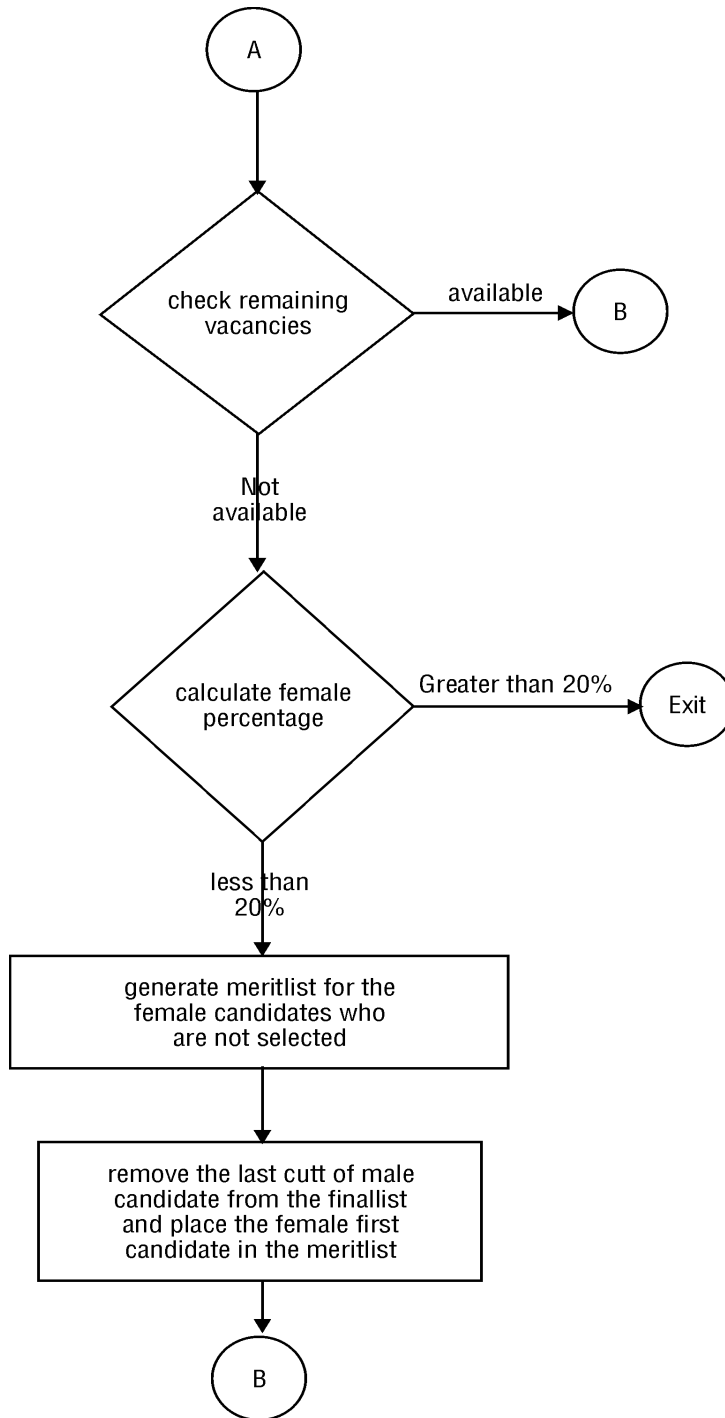 A
check remaining
vacancies
available
B
Not
available
calculate female
percentage
Greater than 20%
Exit
less than
20%
generate meritlist for the
female candidates who
are not selected
remove the last cutt of male
candidate from the finallist
and place the female first
candidate in the meritlist
B